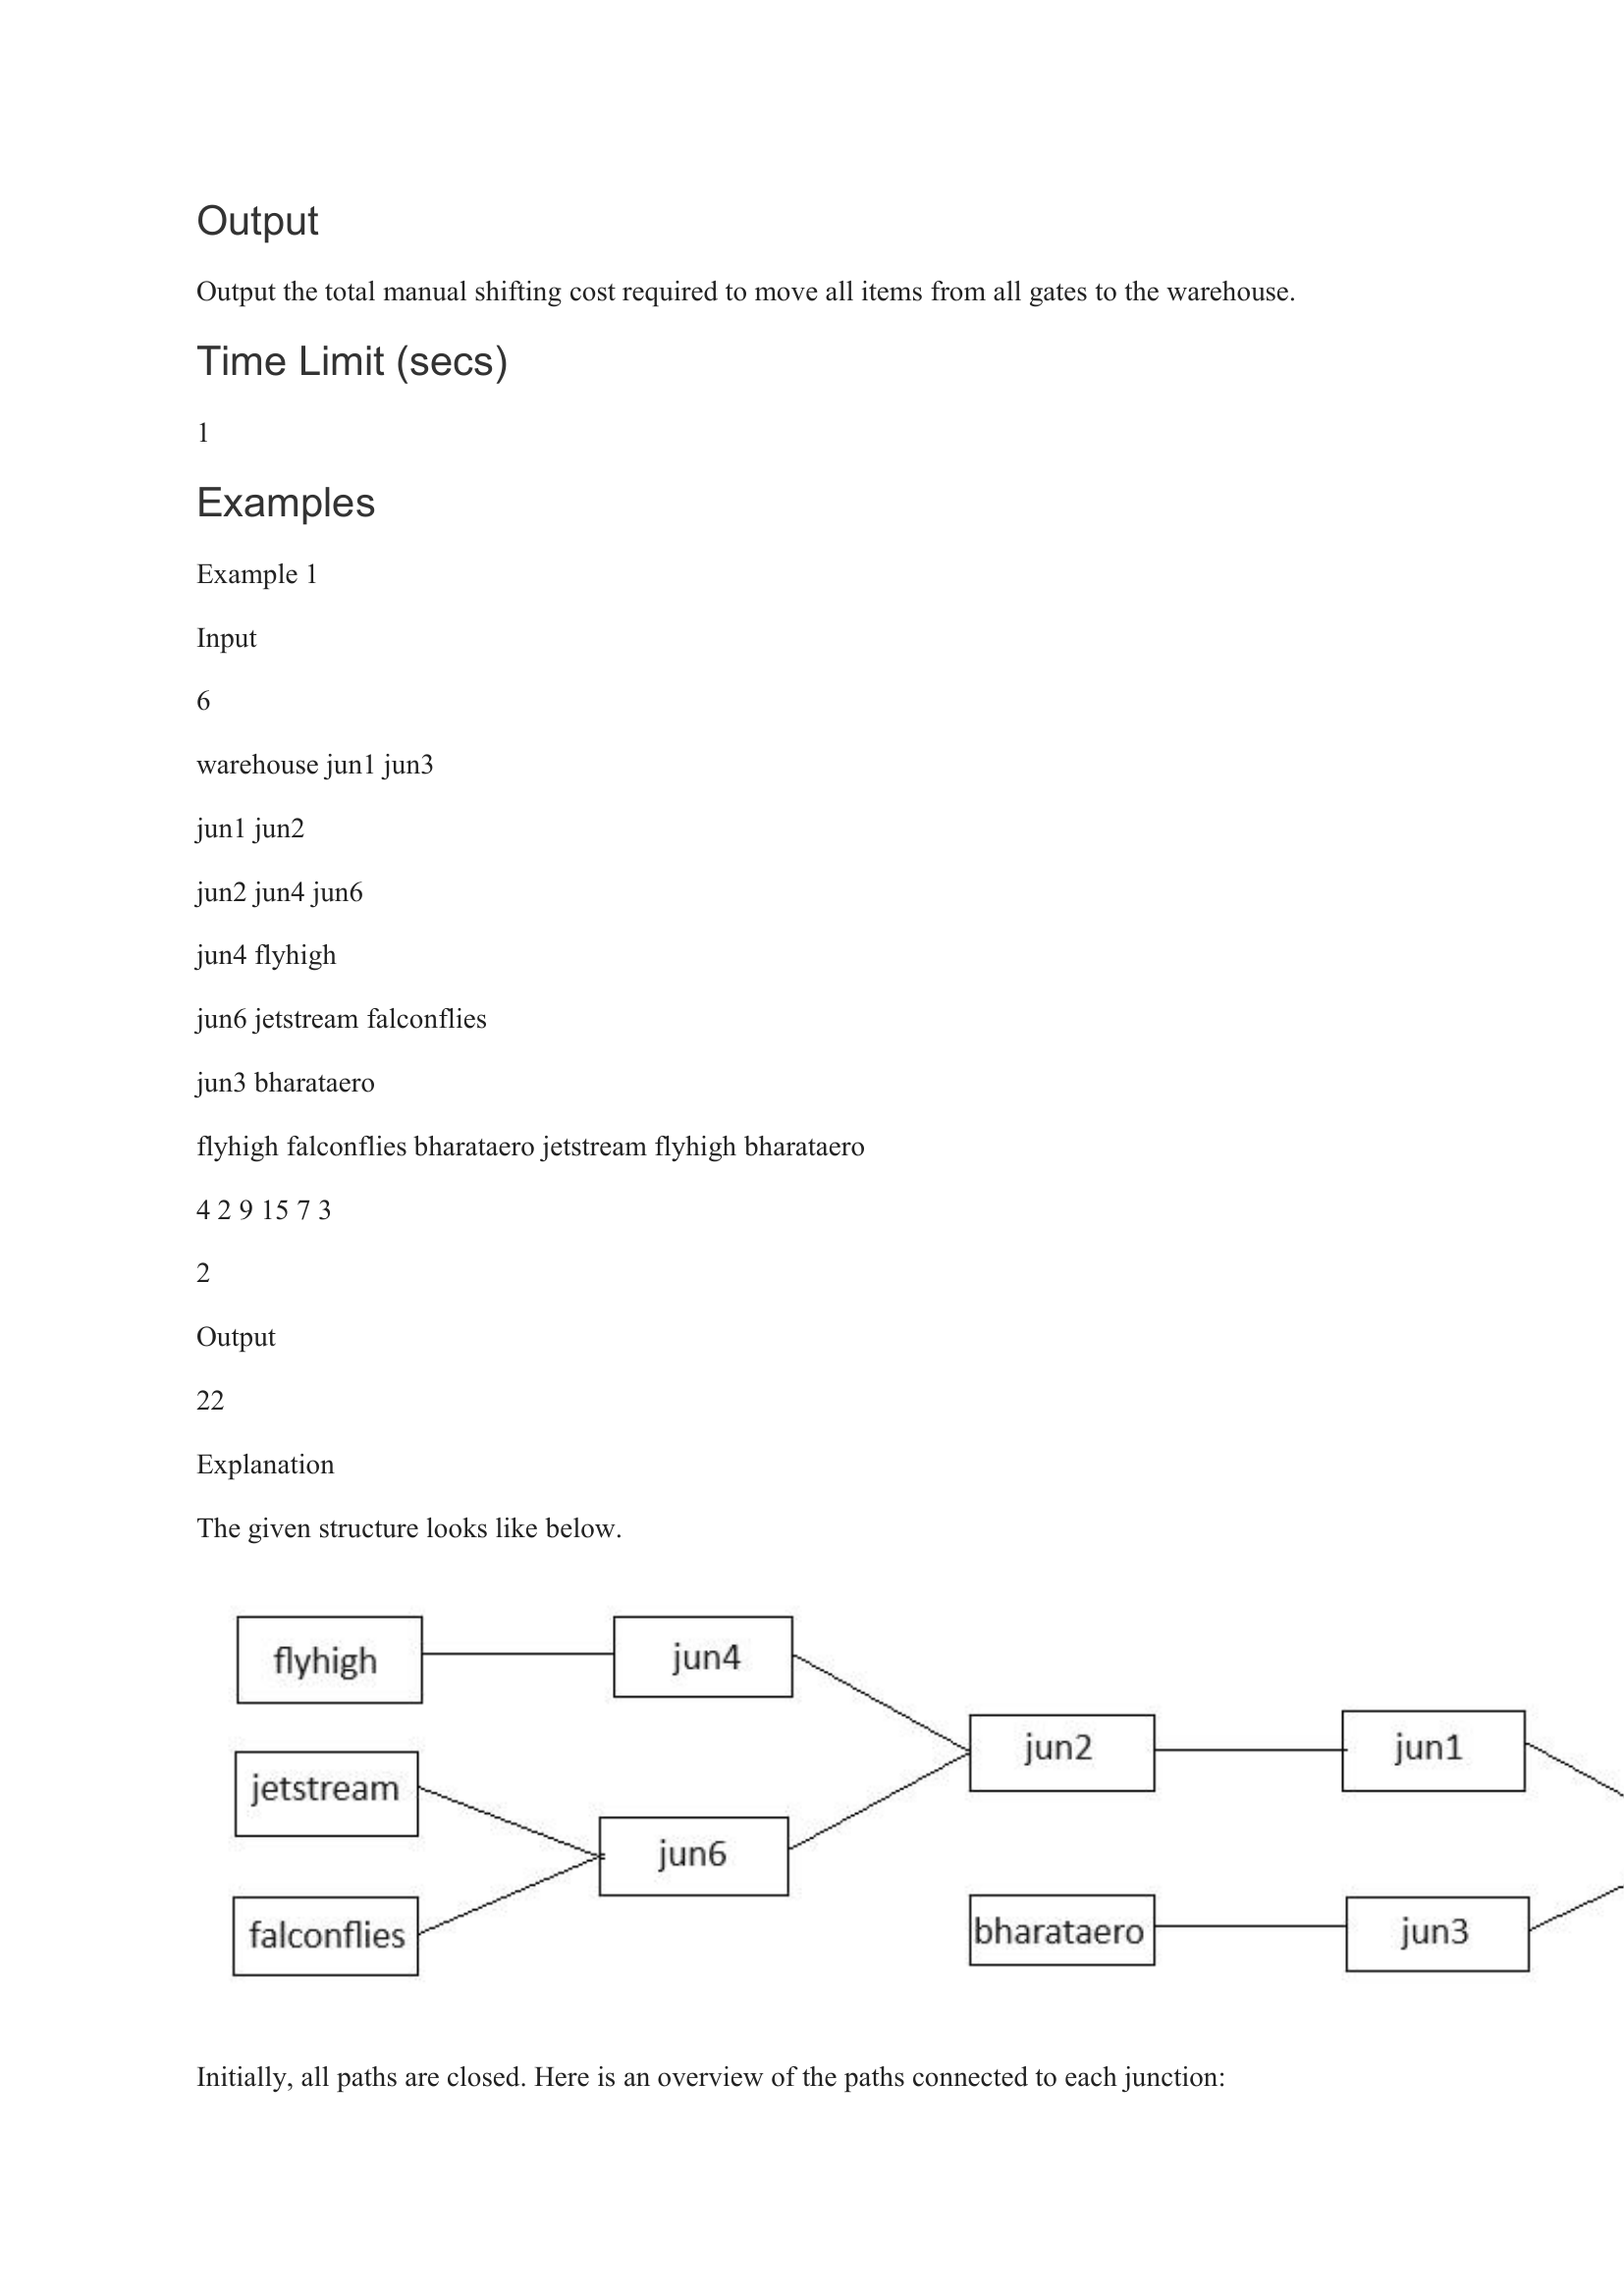 Output
Output the total manual shifting cost required to move all items from all gates to the warehouse.
Time Limit (secs)
1
Examples
Example 1
Input
6
warehouse jun1 jun3
jun1 jun2
jun2 jun4 jun6
jun4 flyhigh
jun6 jetstream falconflies
jun3 bharataero
flyhigh falconflies bharataero jetstream flyhigh bharataero
4 2 9 15 7 3
2
Output
22
Explanation
The given structure looks like below.
flyhigh
jun4
jun2
jun1
jetstream
jun6
falconflies
bharataero
jun3
Initially, all paths are closed. Here is an overview of the paths connected to each junction: